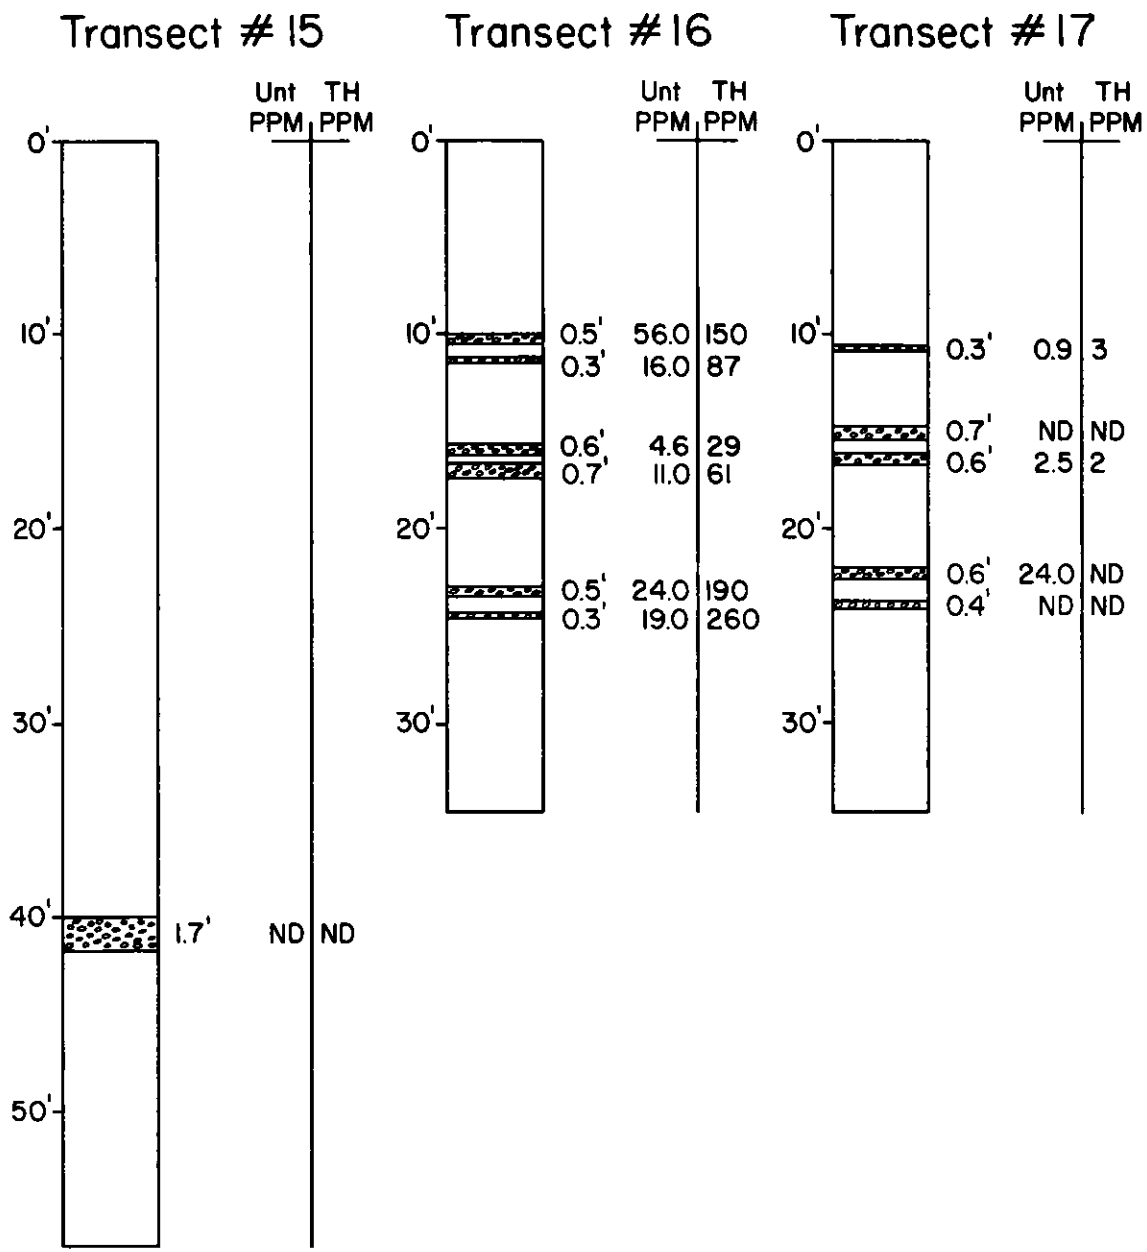 Transect #15 Transect #16 Transect #17
Unt TH Unt TH Unt TH
PPM PPM PPM PPM PPM PPM
0' 0' 0'
10' 0.5' 56.0 150 10'
0.3' 16.0 87 0.3' 0.9 3
0.6' 4.6 29 0.7' ND ND
0.7' 11.0 61 0.6' 2.5 2
20'
0.5' 24.0 190 0.6' 24.0 ND
0.3' 19.0 260 0.4' ND ND
30' 30'
40' 1.7' ND ND
50'
10'
20'
20'
30'